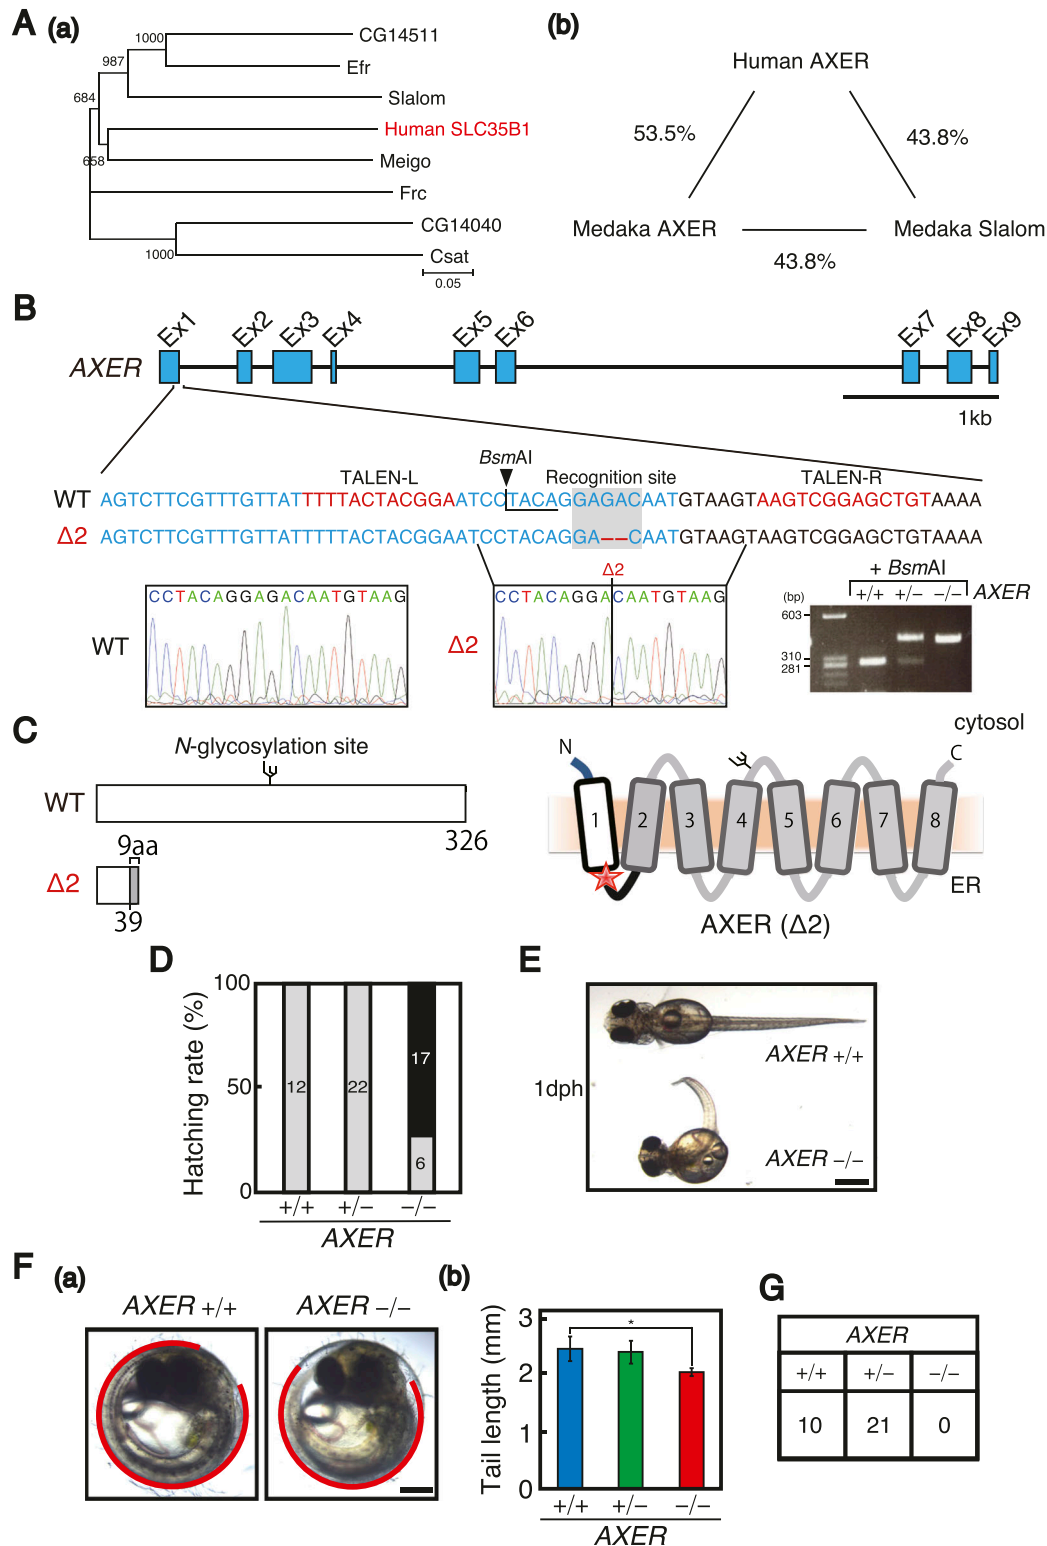 A (a)
CG14511
1000
Efr
987
Slalom
684
Human SLC35B1
658
Meigo
Frc
CG14040
1000
Csat
0.05
(b)
Human AXER
53.5%
43.8%
Medaka AXER
Medaka Slalom
43.8%
B
Ex1 Ex2 Ex3 Ex4 Ex5 Ex6 Ex7 Ex8 Ex9
AXER
1kb
BsmAI
TALEN-L
Recognition site
TALEN-R
WT AGTCTTCGTTTGTTATTTTTACTACGGAATCCTACAGGAGACAATGTAAGTAAGTCGGAGCTGTAAAA
Δ2 AGTCTTCGTTTGTTATTTTTACTACGGAATCCTACAGGA−−CAATGTAAGTAAGTCGGAGCTGTAAAA
WT
CCTACAGGAGACAATGTAAG
Δ2
Δ2
CCTACAGGACAATGTAAG
+ BsmAI
(bp) +/+ +/− −/− AXER
603
310
281
C
N-glycosylation site
WT
326
9aa
Δ2
39
cytosol
N
C
1 2 3 4 5 6 7 8
ER
AXER (Δ2)
D
Hatching rate (%)
100
50
0
12
22
17
6
+/+ +/− −/−
AXER
E
1dph
AXER +/+
AXER −/−
F (a)
AXER +/+
AXER −/−
(b)
Tail length (mm)
3
2
1
0
*
+/+ +/− −/−
AXER
G
AXER
+/+ +/− −/−
10 21 0